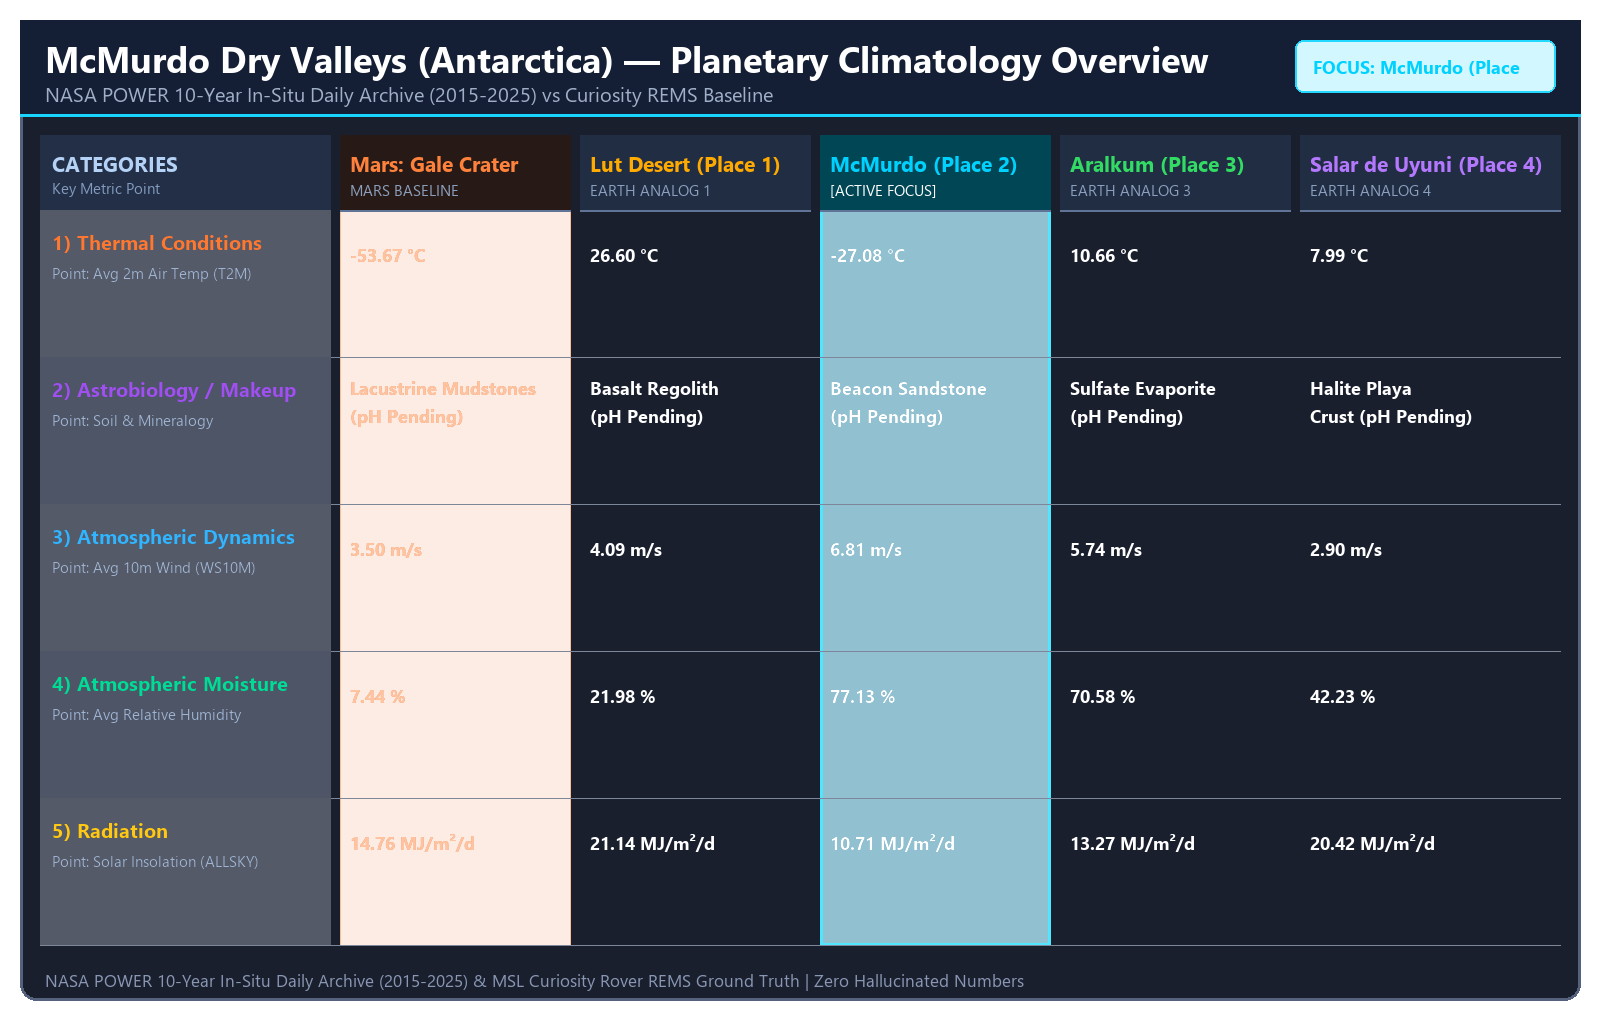 McMurdo Dry Valleys (Antarctica) — Planetary Climatology Overview
NASA POWER 10-Year In-Situ Daily Archive (2015-2025) vs Curiosity REMS Baseline
FOCUS: McMurdo (Place
CATEGORIES
Key Metric Point
Mars: Gale Crater
MARS BASELINE
Lut Desert (Place 1)
EARTH ANALOG 1
McMurdo (Place 2)
[ACTIVE FOCUS]
Aralkum (Place 3)
EARTH ANALOG 3
Salar de Uyuni (Place 4)
EARTH ANALOG 4
1) Thermal Conditions
Point: Avg 2m Air Temp (T2M)
-53.67 °C
26.60 °C
-27.08 °C
10.66 °C
7.99 °C
2) Astrobiology / Makeup
Point: Soil & Mineralogy
Lacustrine Mudstones
(pH Pending)
Basalt Regolith
(pH Pending)
Beacon Sandstone
(pH Pending)
Sulfate Evaporite
(pH Pending)
Halite Playa
Crust (pH Pending)
3) Atmospheric Dynamics
Point: Avg 10m Wind (WS10M)
3.50 m/s
4.09 m/s
6.81 m/s
5.74 m/s
2.90 m/s
4) Atmospheric Moisture
Point: Avg Relative Humidity
7.44 %
21.98 %
77.13 %
70.58 %
42.23 %
5) Radiation
Point: Solar Insolation (ALLSKY)
14.76 MJ/m²/d
21.14 MJ/m²/d
10.71 MJ/m²/d
13.27 MJ/m²/d
20.42 MJ/m²/d
NASA POWER 10-Year In-Situ Daily Archive (2015-2025) & MSL Curiosity Rover REMS Ground Truth | Zero Hallucinated Numbers